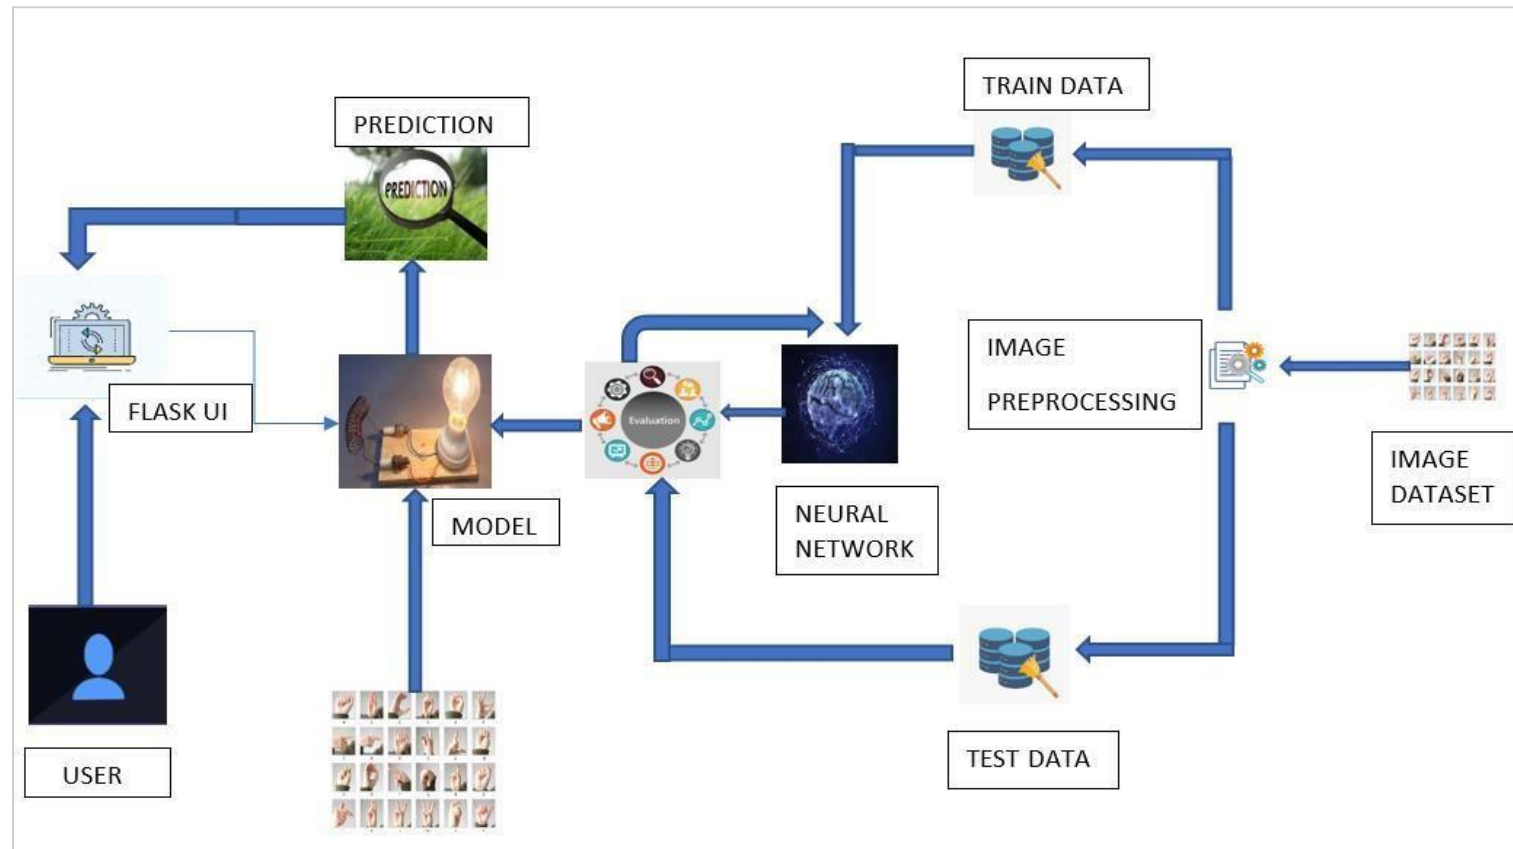 TRAIN DATA
PREDICTION
PREDICTION
IMAGE
PREPROCESSING
FLASK UI
Evaluation
IMAGE
DATASET
MODEL
NEURAL
NETWORK
USER
TEST DATA